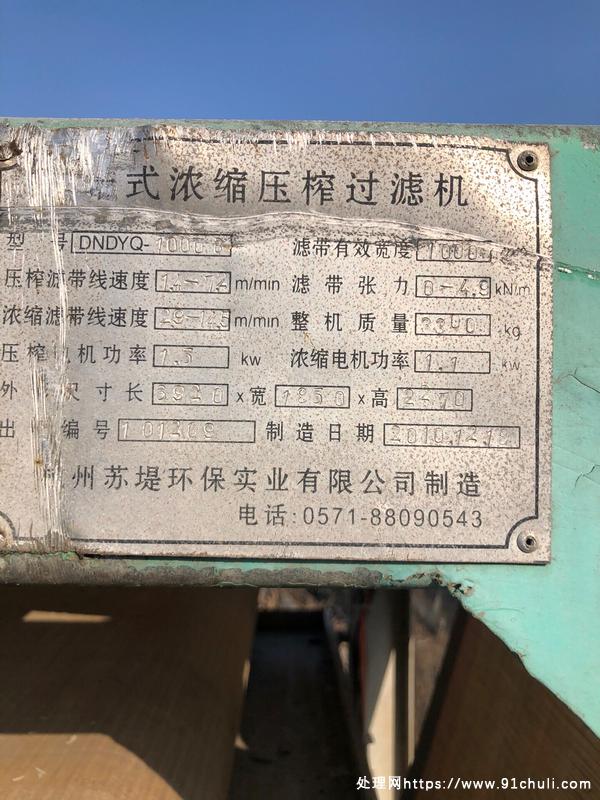 式浓缩压榨过滤机
型号 DNDYQ- 滤带有效宽度 1000
压榨滤带线速度 m/min 滤带张力 0-4.9 kN/m
浓缩滤带线速度 m/min 整机质量 kg
压榨电机功率 1.5 kw 浓缩电机功率 1.1 kw
外 尺寸长 x宽 1850 x高
出 编号 101209 制造日期 2010.12.18
州苏堤环保实业有限公司制造
电话:0571-88090543
处理网https://www.91chuli.com